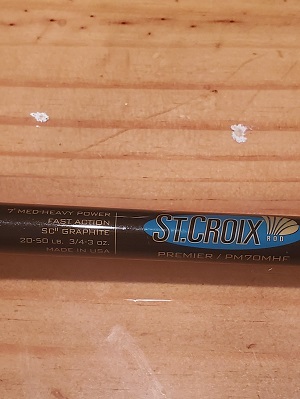 7' MED-HEAVY POWER
FAST ACTION
SCII GRAPHITE
20-50 LB. 3/4-3 OZ.
MADE IN USA
ST.CROIX
ROD
PREMIER / PM70MHF